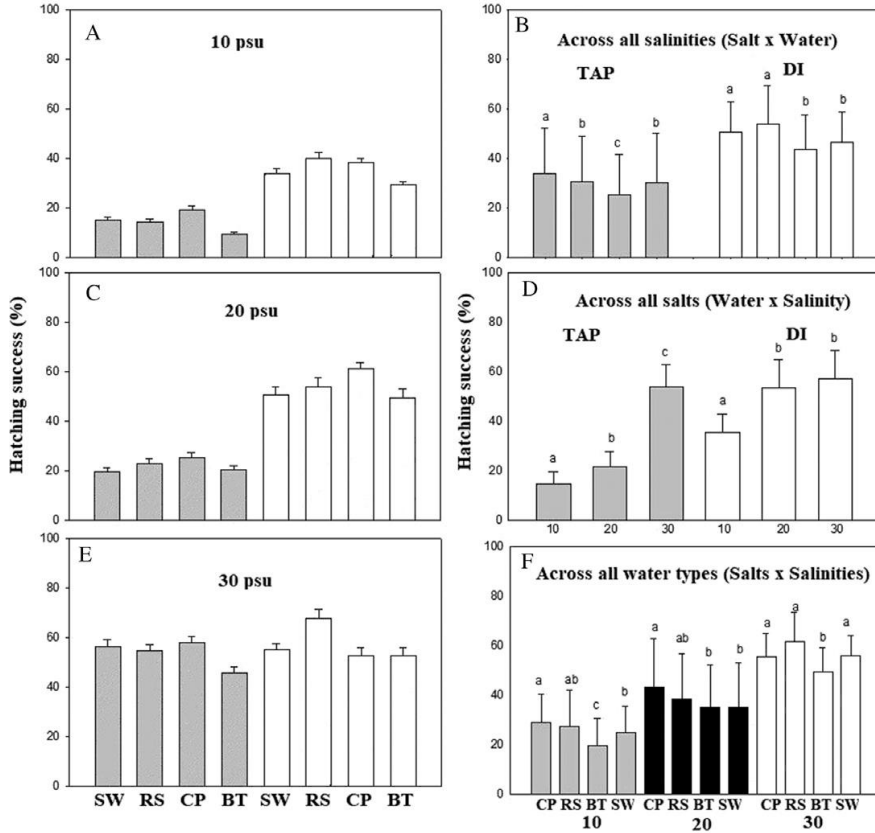 A
10 psu
100
80
60
40
20
0
B
Across all salinities (Salt x Water)
TAP
DI
100
80
60
40
20
0
a
b
c
b
a
a
b
b
C
20 psu
100
80
60
40
20
0
Hatching success (%)
D
Across all salts (Water x Salinity)
TAP
DI
100
80
60
40
20
0
Hatching success (%)
a
b
c
a
b
b
10 20 30 10 20 30
E
30 psu
100
80
60
40
20
0
SW RS CP BT SW RS CP BT
F
Across all water types (Salts x Salinities)
100
80
60
40
20
0
a
ab
c
b
a
ab
b
b
a
a
b
a
CP RS BT SW CP RS BT SW CP RS BT SW
10 20 30